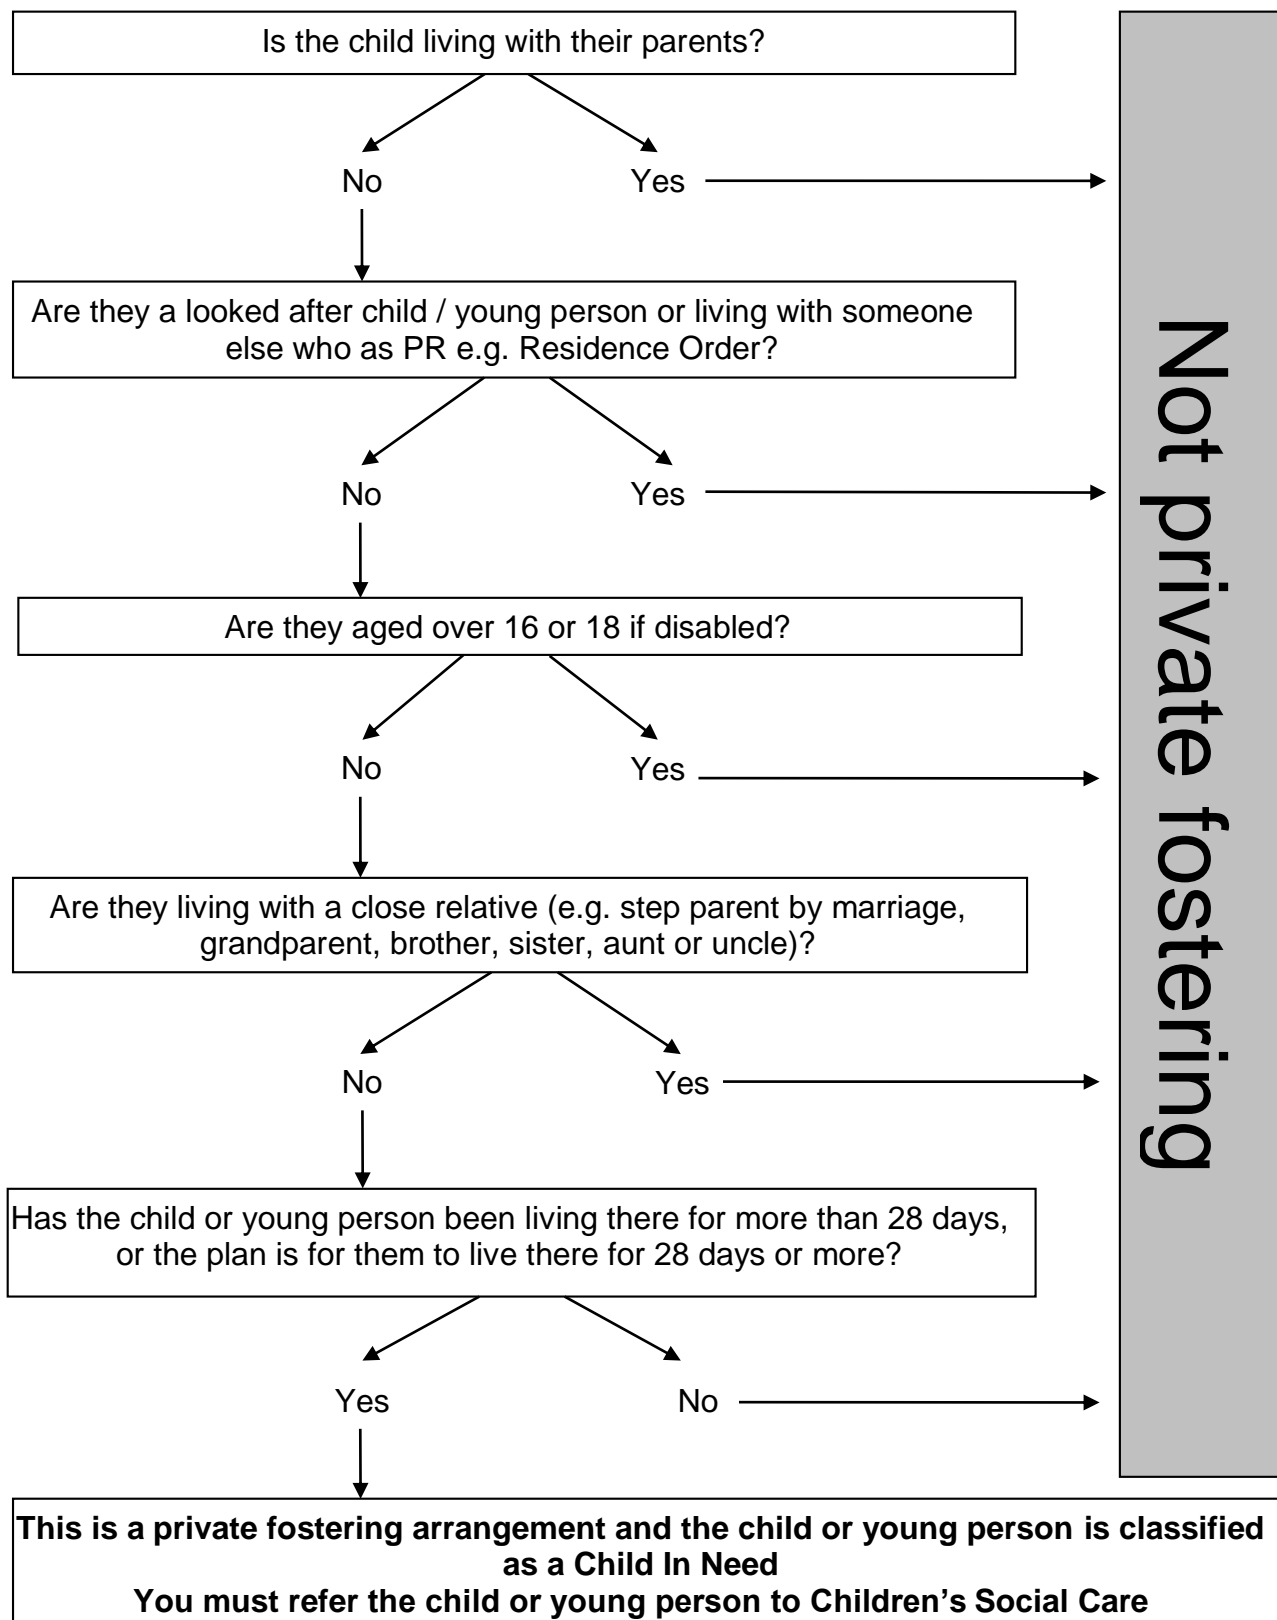 Is the child living with their parents?
No
Yes
Are they a looked after child / young person or living with someone
else who as PR e.g. Residence Order?
No
Yes
Are they aged over 16 or 18 if disabled?
No
Yes
Are they living with a close relative (e.g. step parent by marriage,
grandparent, brother, sister, aunt or uncle)?
No
Yes
Has the child or young person been living there for more than 28 days,
or the plan is for them to live there for 28 days or more?
Yes
No
Not private fostering
This is a private fostering arrangement and the child or young person is classified
as a Child In Need
You must refer the child or young person to Children's Social Care